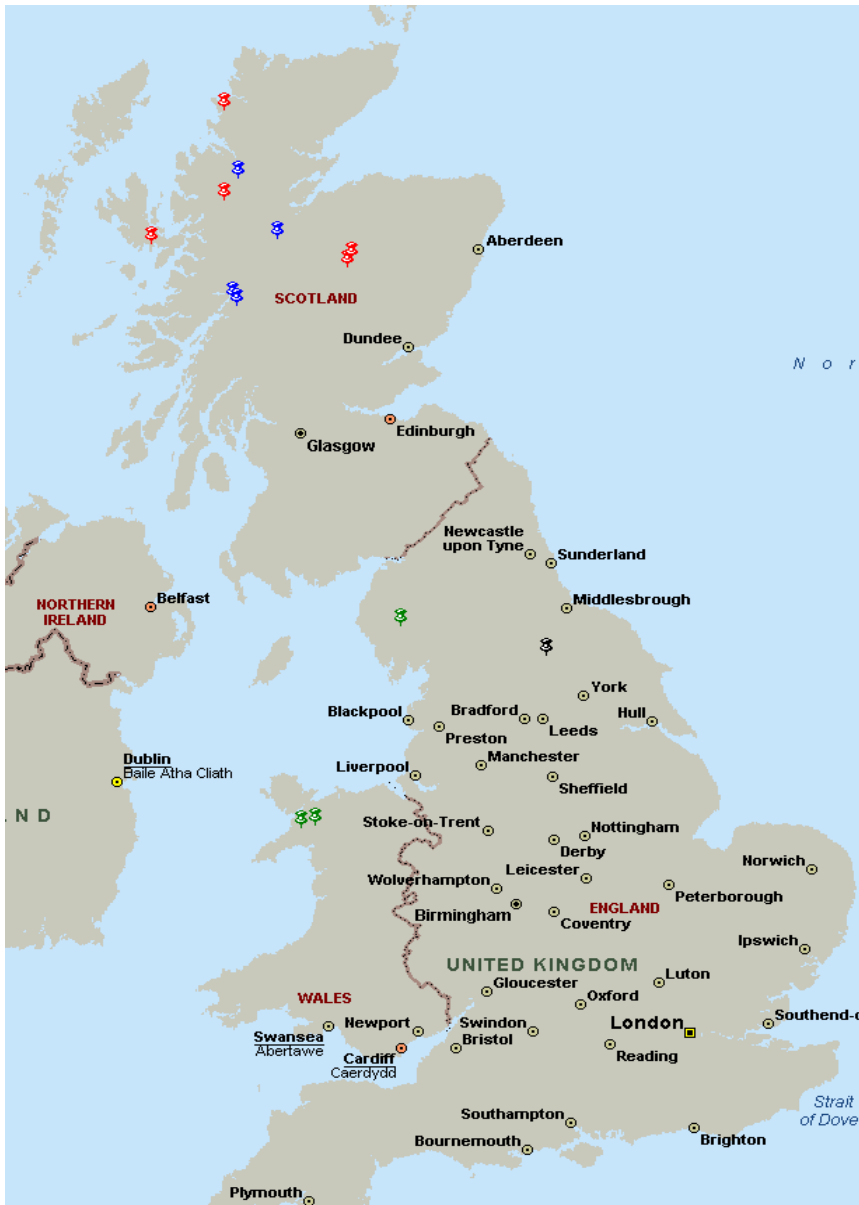 Aberdeen
SCOTLAND
Dundee
N o r
Edinburgh
Glasgow
Newcastle
upon Tyne
Sunderland
Belfast
NORTHERN
IRELAND
Middlesbrough
York
Blackpool
Bradford
Hull
Leeds
Preston
Dublin
Baile Atha Cliath
Manchester
Liverpool
Sheffield
. N D
Stoke-on-Trent
Nottingham
Derby
Norwich
Leicester
Wolverhampton
Peterborough
ENGLAND
Birmingham
Coventry
Ipswich
UNITED KINGDOM
Luton
Gloucester
WALES
Oxford
Southend-o
London
Newport
Swindon
Swansea
Abertawe
Bristol
Cardiff
Caerdydd
Reading
Strait
of Dove
Southampton
Bournemouth
Brighton
Plymouth